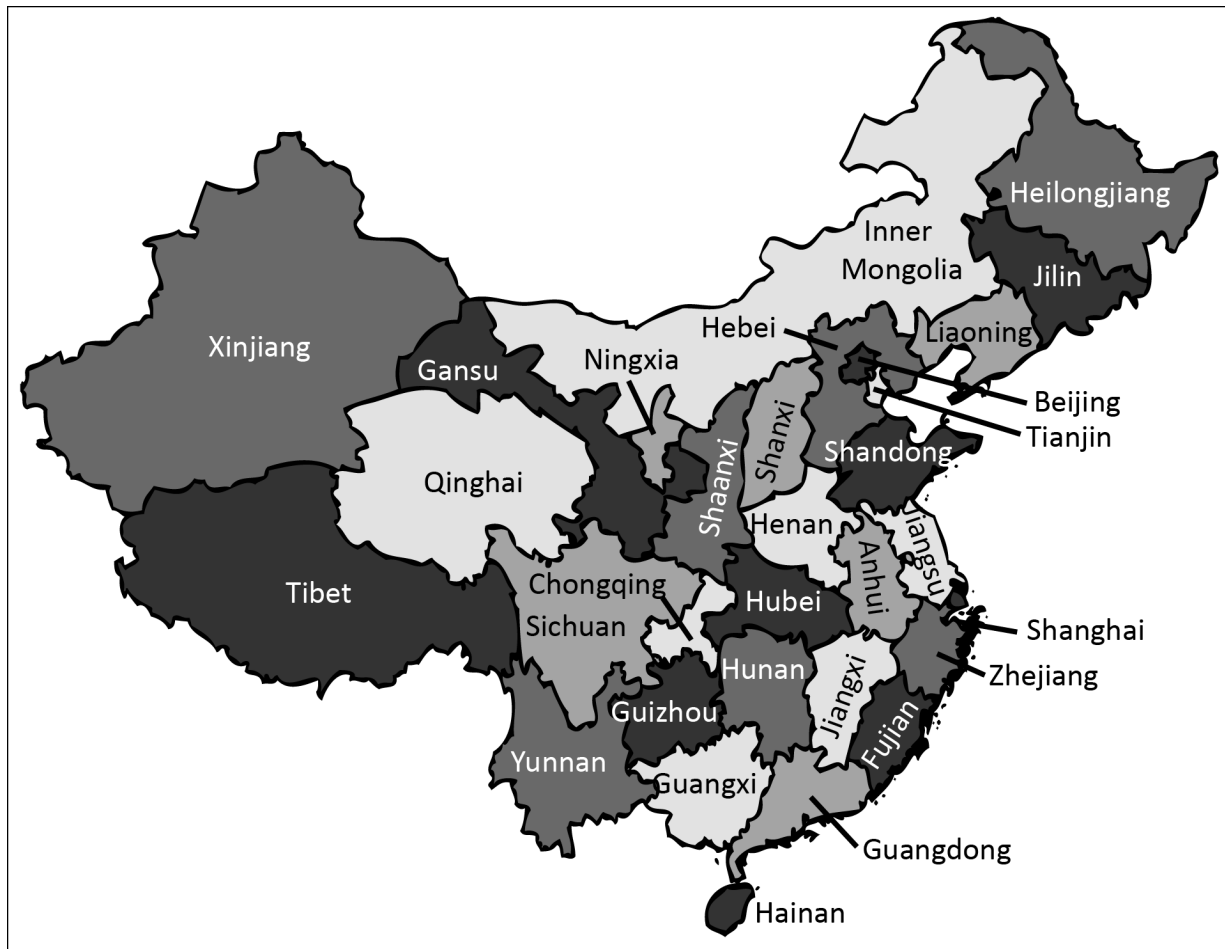 Heilongjiang
Inner
Mongolia
Jilin
Hebei
Liaoning
Xinjiang
Ningxia
Gansu
Beijing
Tianjin
Shanxi
Shandong
Qinghai
Shaanxi
Henan
Jiangsu
Anhui
Chongqing
Tibet
Hubei
Sichuan
Shanghai
Hunan
Zhejiang
Jiangxi
Guizhou
Fujian
Yunnan
Guangxi
Guangdong
Hainan